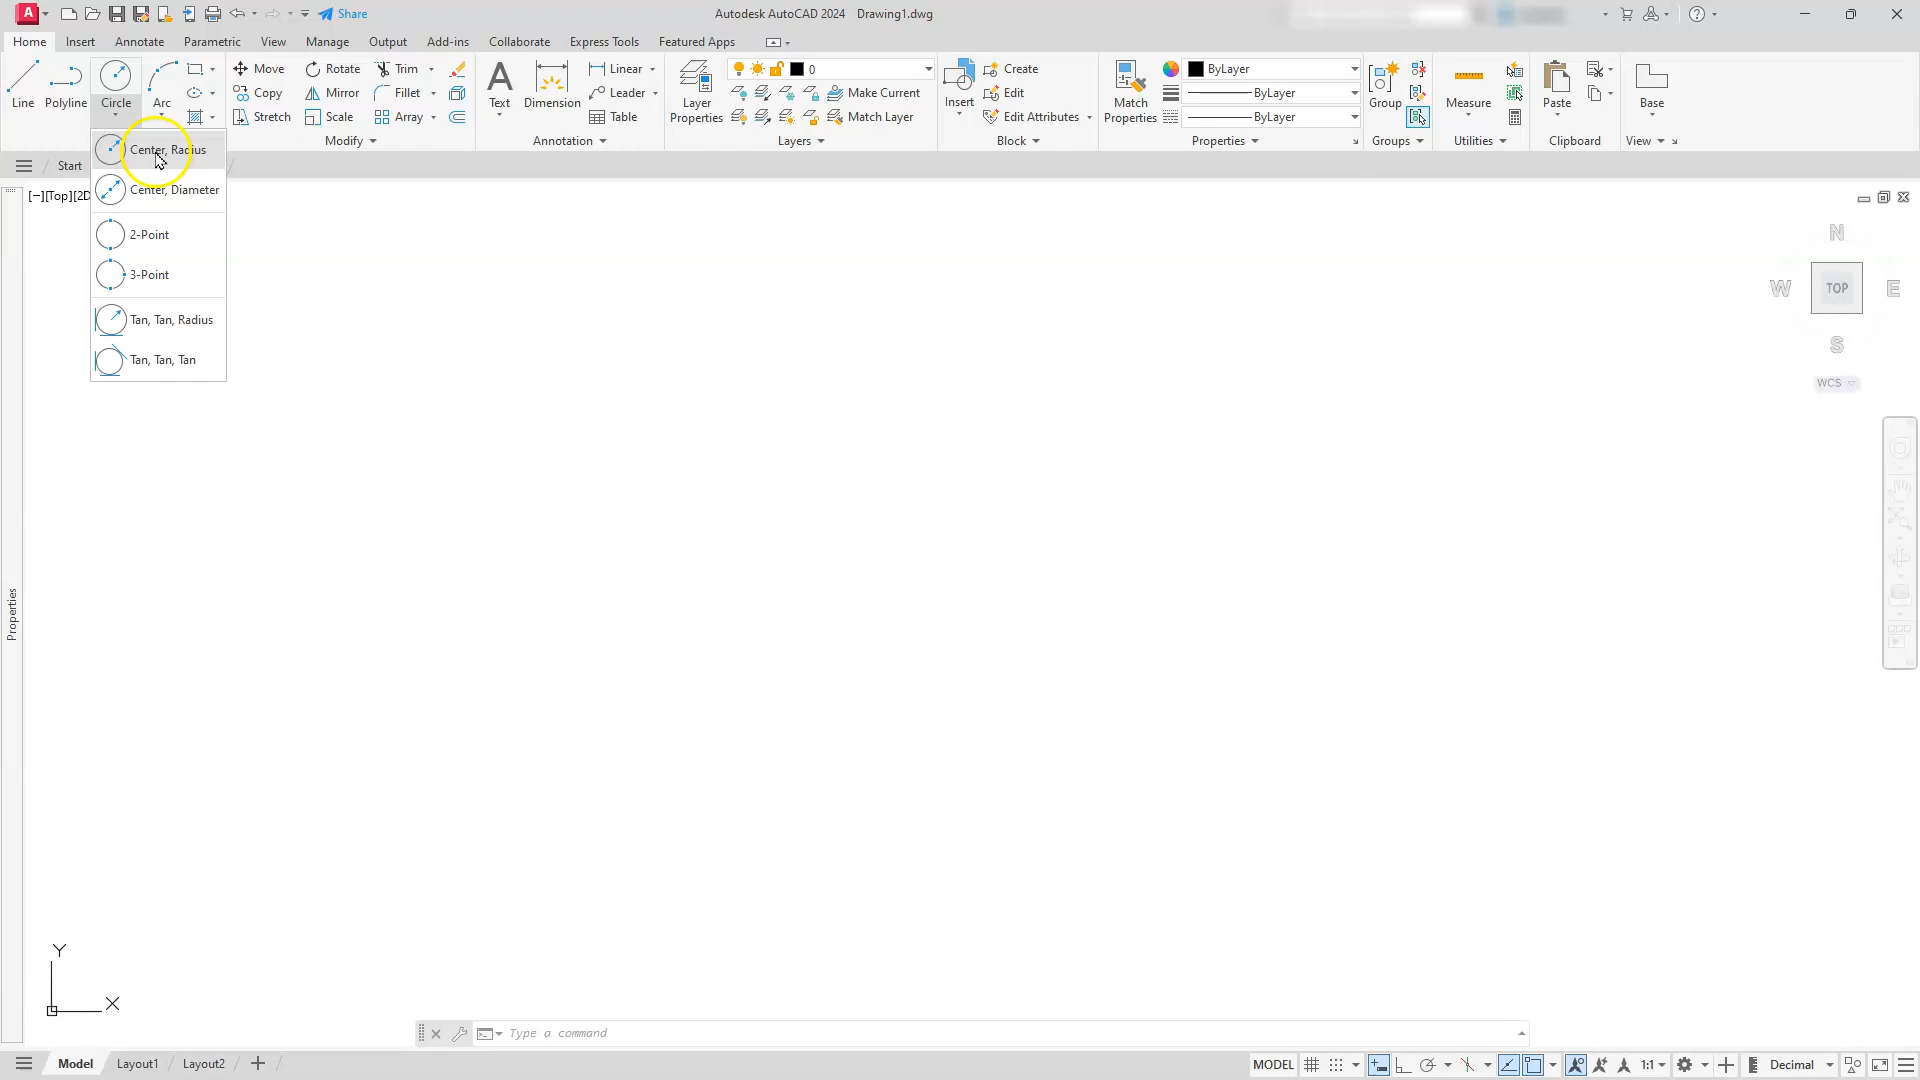 A Share Autodesk AutoCAD 2024 Drawing1.dwg
Home Insert Annotate Parametric View Manage Output Add-ins Collaborate Express Tools Featured Apps
Line Polyline Circle Arc
Move Rotate Trim
Copy Mirror Fillet
Stretch Scale Array
Modify
Text Dimension
Linear
Leader
Table
Annotation
Layer
Properties
0
Make Current
Match Layer
Layers
Insert
Create
Edit
Edit Attributes
Block
Match
Properties
ByLayer
ByLayer
ByLayer
Properties
Group
Groups
Measure
Utilities
Paste
Clipboard
Base
View
Start
[−][Top][2D
Center, Radius
Center, Diameter
2-Point
3-Point
Tan, Tan, Radius
Tan, Tan, Tan
N
W TOP E
S
WCS
Properties
Y
X
Type a command
Model Layout1 Layout2
MODEL 1:1 Decimal